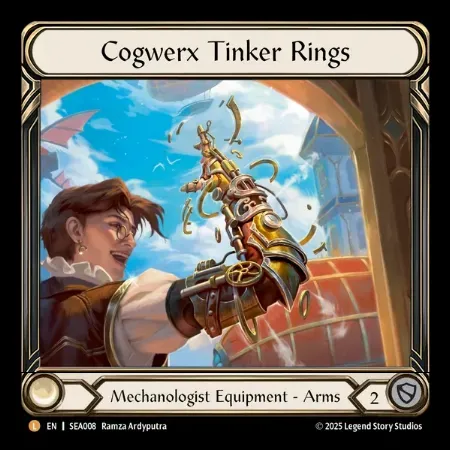 Cogwerx Tinker Rings
Mechanologist Equipment - Arms
2
L EN | SEA008 Ramza Ardyputra
© 2025 Legend Story Studios